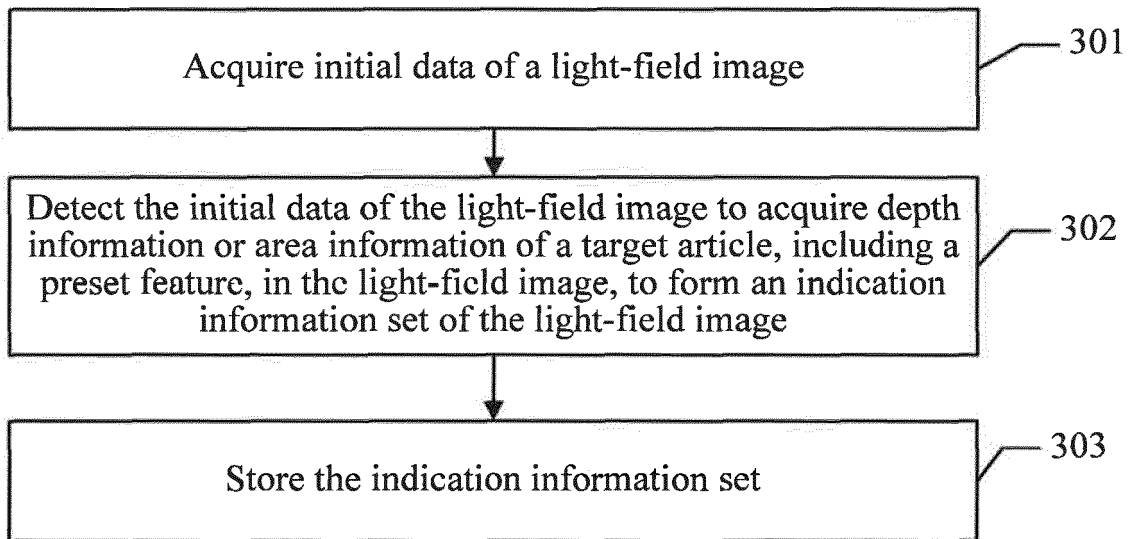 Acquire initial data of a light-field image
301
Detect the initial data of the light-field image to acquire depth
information or area information of a target article, including a
preset feature, in the light-field image, to form an indication
information set of the light-field image
302
Store the indication information set
303